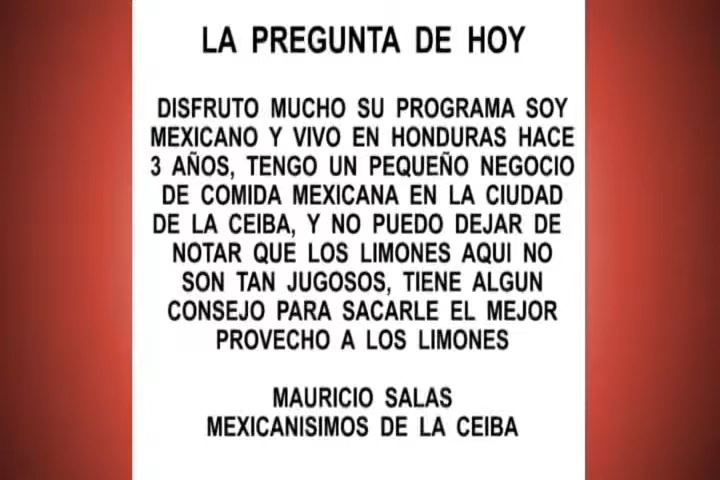 LA PREGUNTA DE HOY
DISFRUTO MUCHO SU PROGRAMA SOY
MEXICANO Y VIVO EN HONDURAS HACE
3 AÑOS, TENGO UN PEQUEÑO NEGOCIO
DE COMIDA MEXICANA EN LA CIUDAD
DE LA CEIBA, Y NO PUEDO DEJAR DE
NOTAR QUE LOS LIMONES AQUI NO
SON TAN JUGOSOS, TIENE ALGUN
CONSEJO PARA SACARLE EL MEJOR
PROVECHO A LOS LIMONES
MAURICIO SALAS
MEXICANISIMOS DE LA CEIBA